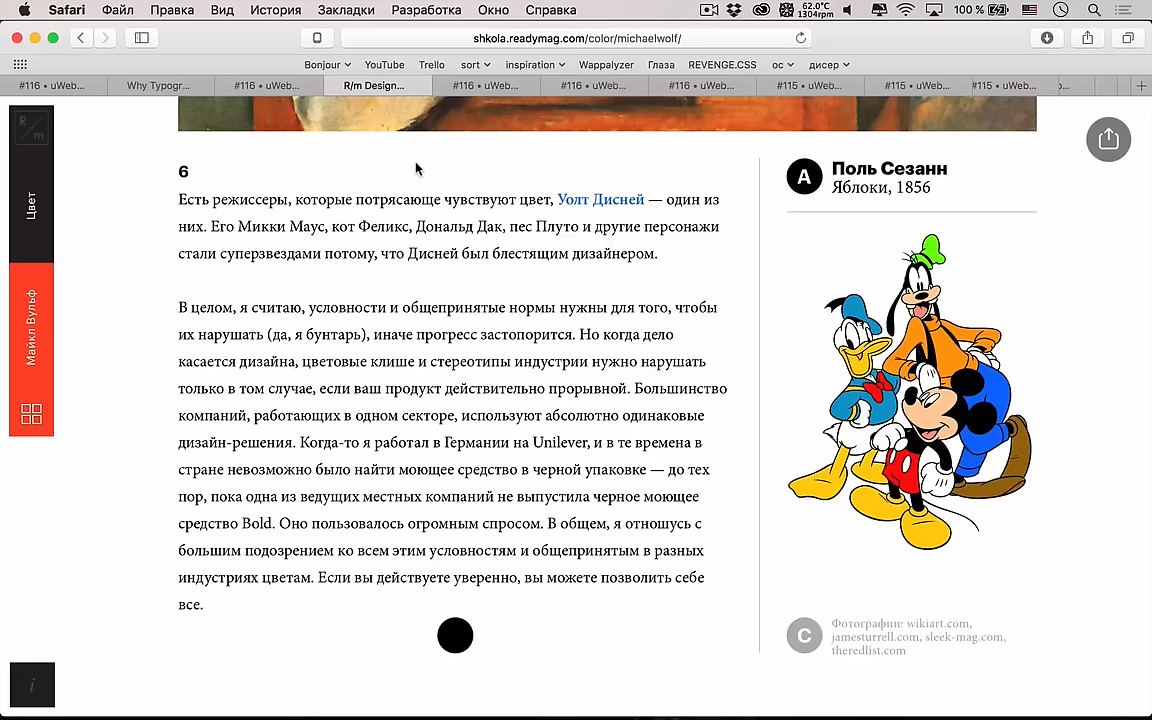 Safari Файл Правка Вид История Закладки Разработка Окно Справка
62.0°C
1304rpm
100 %
shkola.readymag.com/color/michaelwolf/
Bonjour YouTube Trello sort inspiration Wappalyzer Глаза REVENGE.CSS ос дисер
#116 • uWeb... Why Typogr... #116 • uWeb... R/m Design... #116 • uWeb... #116 • uWeb... #116 • uWeb... #115 • uWeb... #115 • uWeb... #115 • uWeb...
R/m
Цвет
Майкл Вульф
i
6
Есть режиссеры, которые потрясающе чувствуют цвет, Уолт Дисней — один из
них. Его Микки Маус, кот Феликс, Дональд Дак, пес Плуто и другие персонажи
стали суперзвездами потому, что Дисней был блестящим дизайнером.
В целом, я считаю, условности и общепринятые нормы нужны для того, чтобы
их нарушать (да, я бунтарь), иначе прогресс застопорится. Но когда дело
касается дизайна, цветовые клише и стереотипы индустрии нужно нарушать
только в том случае, если ваш продукт действительно прорывной. Большинство
компаний, работающих в одном секторе, используют абсолютно одинаковые
дизайн-решения. Когда-то я работал в Германии на Unilever, и в те времена в
стране невозможно было найти моющее средство в черной упаковке — до тех
пор, пока одна из ведущих местных компаний не выпустила черное моющее
средство Bold. Оно пользовалось огромным спросом. В общем, я отношусь с
большим подозрением ко всем этим условностям и общепринятым в разных
индустриях цветам. Если вы действуете уверенно, вы можете позволить себе
все.
A
Поль Сезанн
Яблоки, 1856
C
Фотографии: wikiart.com,
jamesturrell.com, sleek-mag.com,
theredlist.com